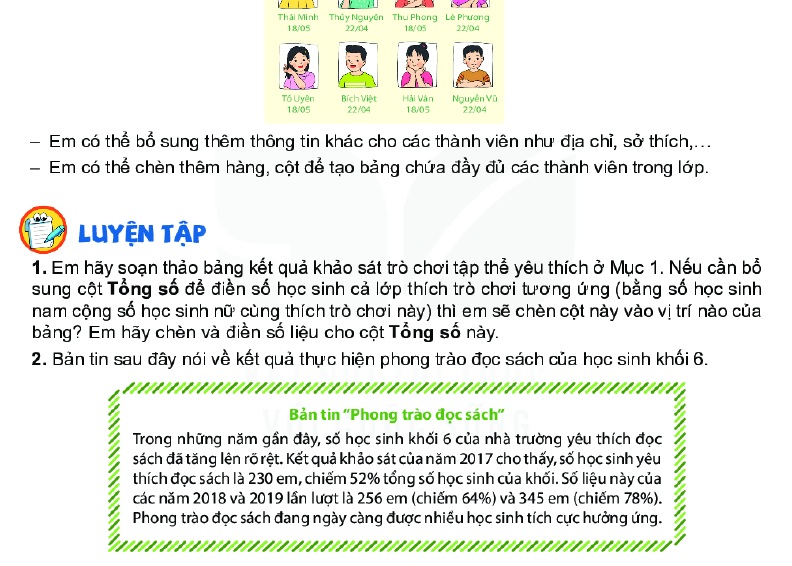 Thái Minh Thủy Nguyên Thu Phong Lê Phương
18/05 22/04 18/05 22/04
Tố Uyên Bích Việt Hải Vân Nguyễn Vũ
18/05 22/04 18/05 22/04
– Em có thể bổ sung thêm thông tin khác cho các thành viên như địa chỉ, sở thích,…
– Em có thể chèn thêm hàng, cột để tạo bảng chứa đầy đủ các thành viên trong lớp.
LUYỆN TẬP
1. Em hãy soạn thảo bảng kết quả khảo sát trò chơi tập thể yêu thích ở Mục 1. Nếu cần bổ
sung cột Tổng số để điền số học sinh cả lớp thích trò chơi tương ứng (bằng số học sinh
nam cộng số học sinh nữ cùng thích trò chơi này) thì em sẽ chèn cột này vào vị trí nào của
bảng? Em hãy chèn và điền số liệu cho cột Tổng số này.
2. Bản tin sau đây nói về kết quả thực hiện phong trào đọc sách của học sinh khối 6.
Bản tin "Phong trào đọc sách"
Trong những năm gần đây, số học sinh khối 6 của nhà trường yêu thích đọc
sách đã tăng lên rõ rệt. Kết quả khảo sát của năm 2017 cho thấy, số học sinh yêu
thích đọc sách là 230 em, chiếm 52% tổng số học sinh của khối. Số liệu này của
các năm 2018 và 2019 lần lượt là 256 em (chiếm 64%) và 345 em (chiếm 78%).
Phong trào đọc sách đang ngày càng được nhiều học sinh tích cực hưởng ứng.